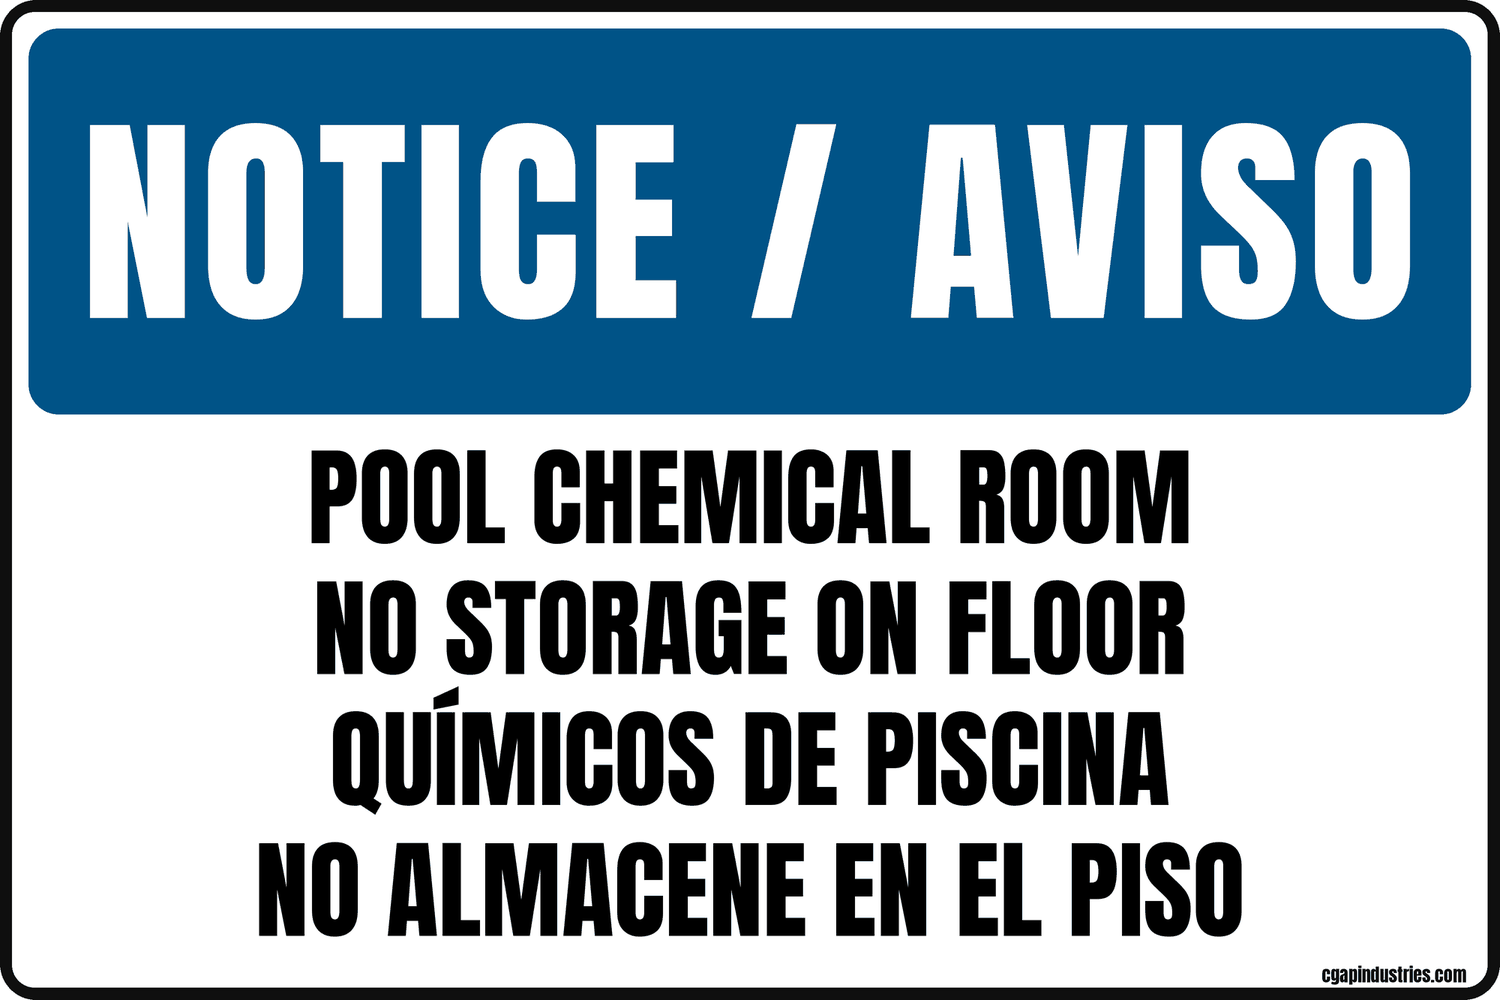 NOTICE / AVISO
POOL CHEMICAL ROOM
NO STORAGE ON FLOOR
QUÍMICOS DE PISCINA
NO ALMACENE EN EL PISO
cgapindustries.com